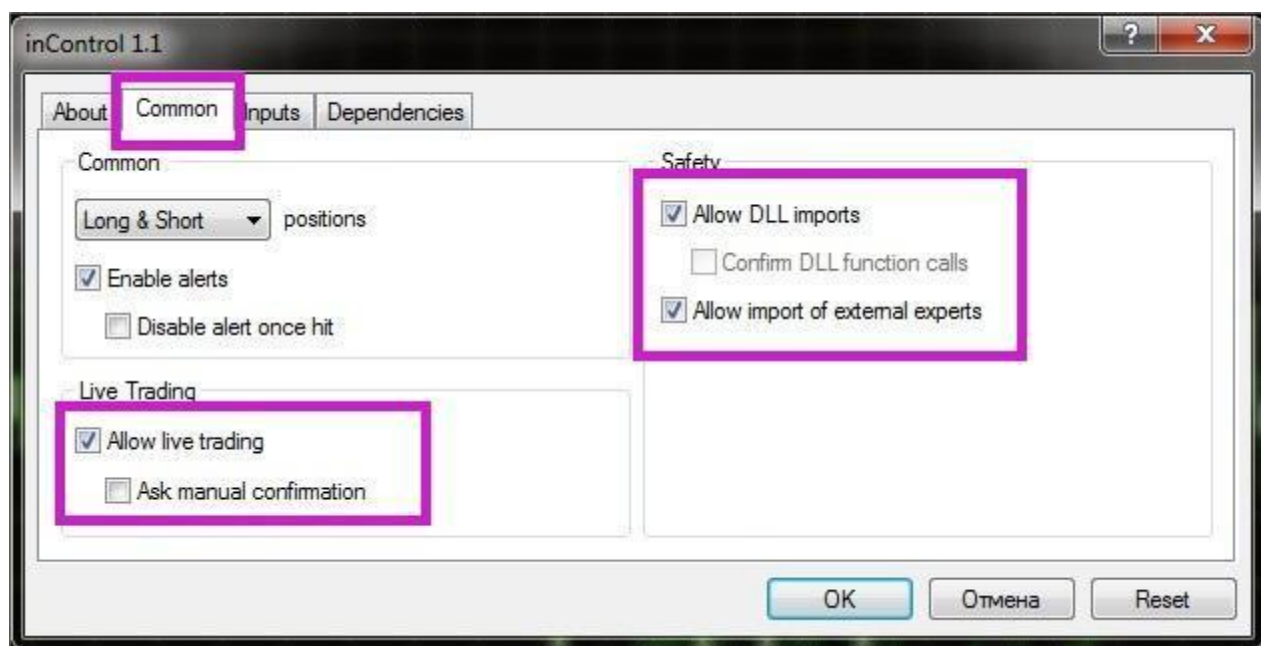 inControl 1.1
?
X
About Common Inputs Dependencies
Common
Long & Short positions
Enable alerts
Disable alert once hit
Live Trading
Allow live trading
Ask manual confirmation
Safety
Allow DLL imports
Confirm DLL function calls
Allow import of external experts
OK Отмена Reset